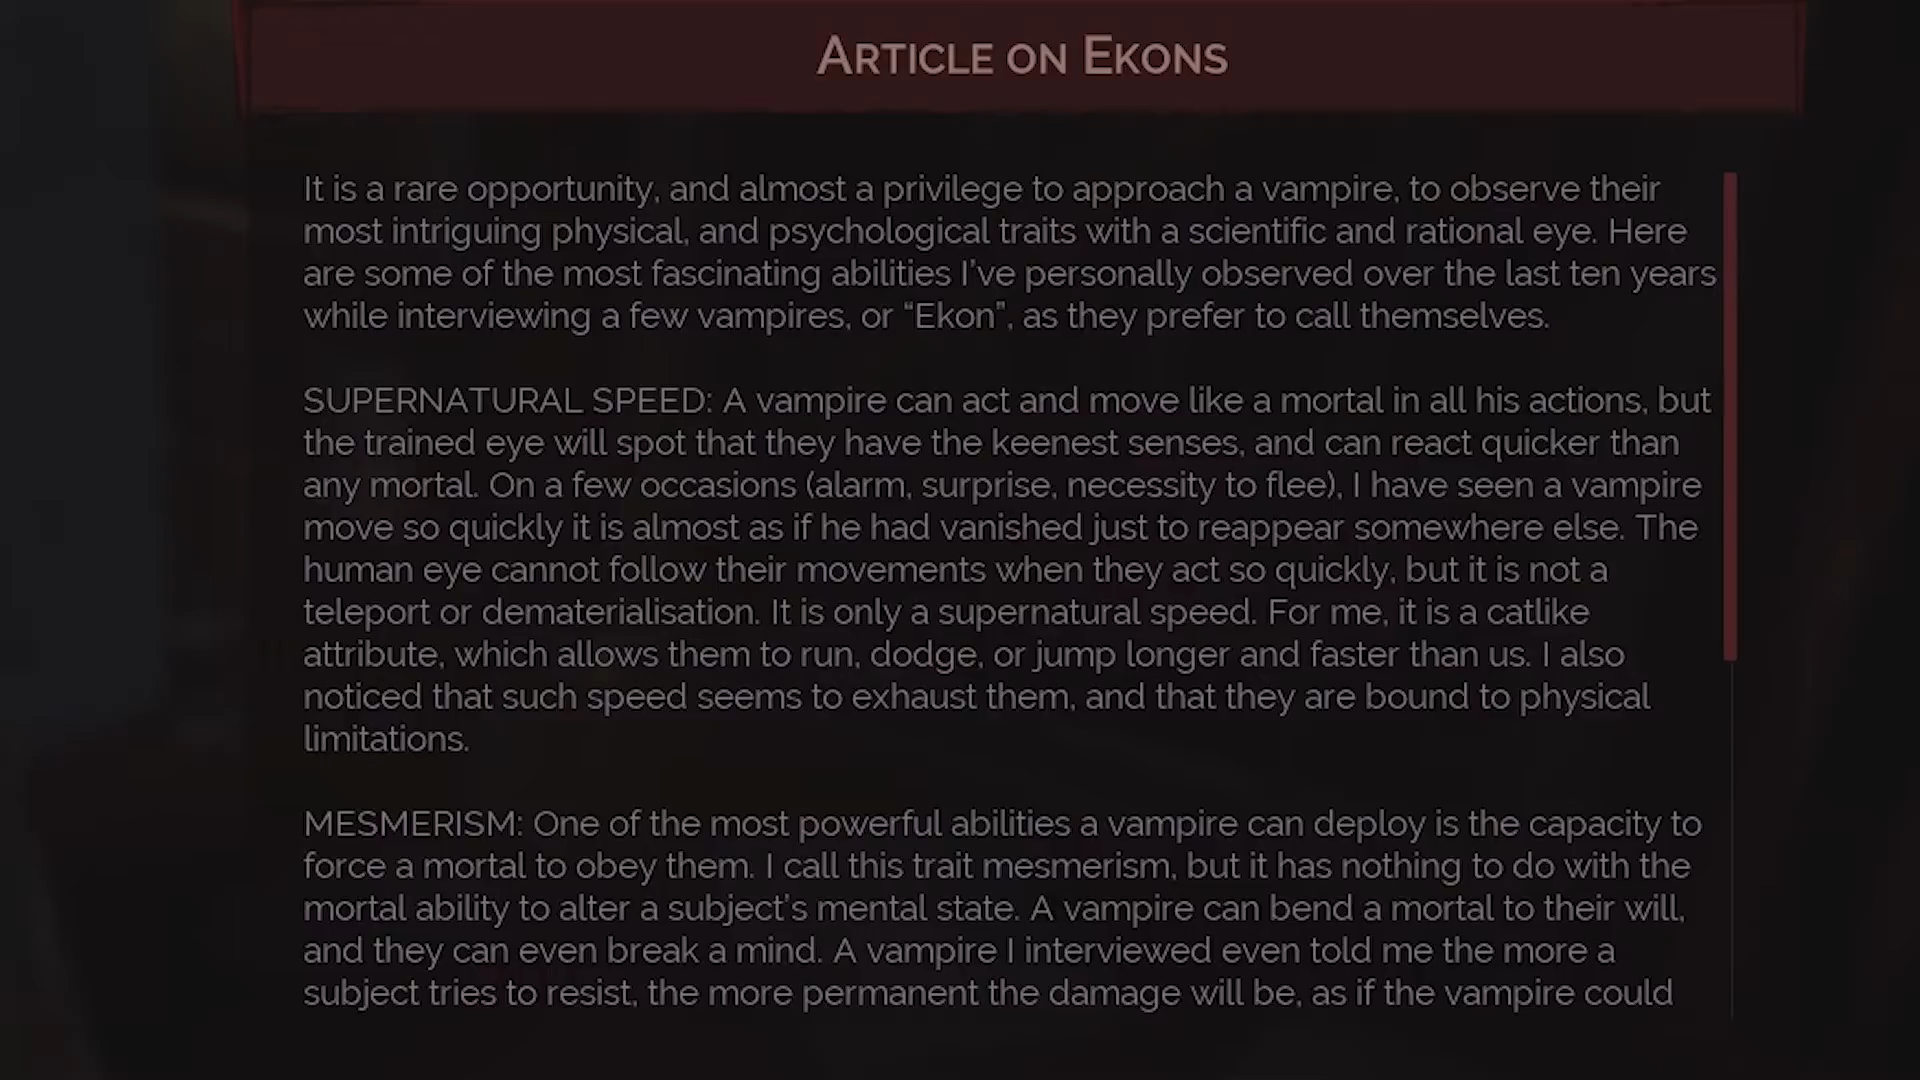 Article on Ekons
It is a rare opportunity, and almost a privilege to approach a vampire, to observe their
most intriguing physical, and psychological traits with a scientific and rational eye. Here
are some of the most fascinating abilities I've personally observed over the last ten years
while interviewing a few vampires, or “Ekon”, as they prefer to call themselves.
SUPERNATURAL SPEED: A vampire can act and move like a mortal in all his actions, but
the trained eye will spot that they have the keenest senses, and can react quicker than
any mortal. On a few occasions (alarm, surprise, necessity to flee), I have seen a vampire
move so quickly it is almost as if he had vanished just to reappear somewhere else. The
human eye cannot follow their movements when they act so quickly, but it is not a
teleport or dematerialisation. It is only a supernatural speed. For me, it is a catlike
attribute, which allows them to run, dodge, or jump longer and faster than us. I also
noticed that such speed seems to exhaust them, and that they are bound to physical
limitations.
MESMERISM: One of the most powerful abilities a vampire can deploy is the capacity to
force a mortal to obey them. I call this trait mesmerism, but it has nothing to do with the
mortal ability to alter a subject's mental state. A vampire can bend a mortal to their will,
and they can even break a mind. A vampire I interviewed even told me the more a
subject tries to resist, the more permanent the damage will be, as if the vampire could